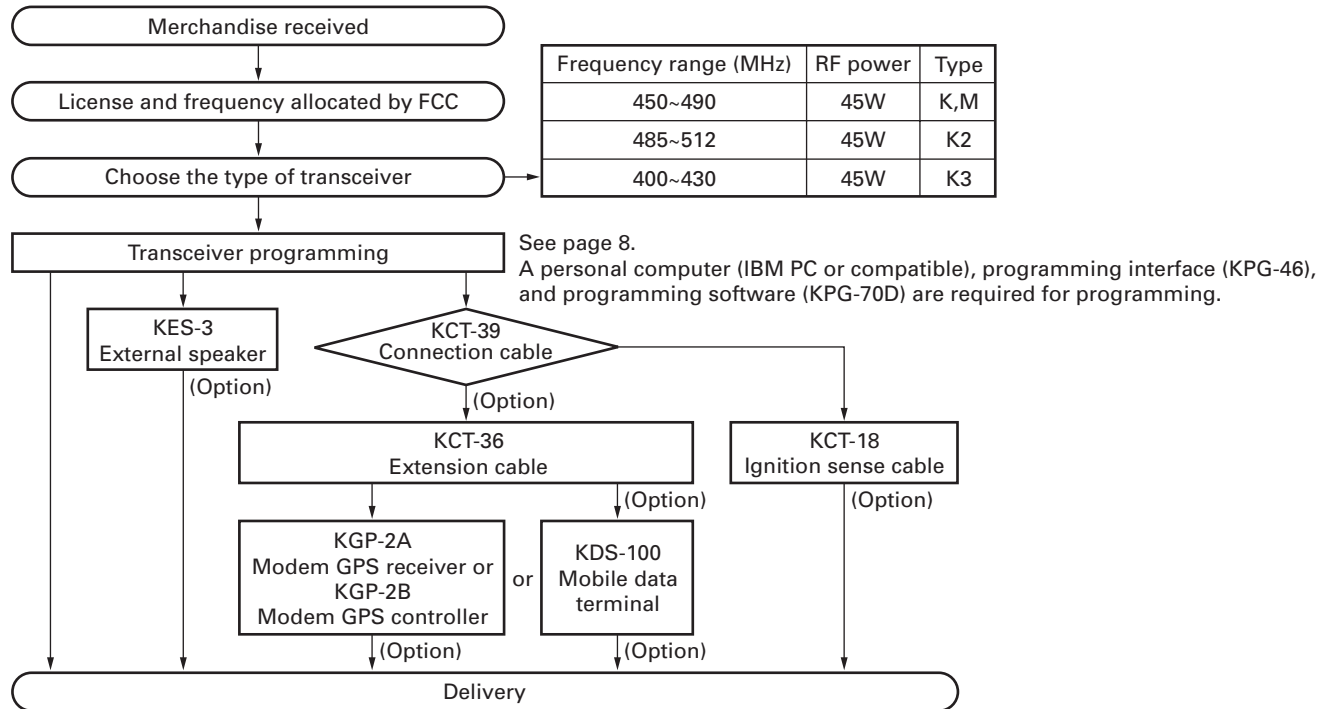 Merchandise received
License and frequency allocated by FCC
Choose the type of transceiver
Frequency range (MHz) RF power Type
450~490 45W K,M
485~512 45W K2
400~430 45W K3
Transceiver programming
See page 8.
A personal computer (IBM PC or compatible), programming interface (KPG-46),
and programming software (KPG-70D) are required for programming.
KES-3
External speaker
(Option)
KCT-39
Connection cable
(Option)
KCT-36
Extension cable
(Option)
KCT-18
Ignition sense cable
(Option)
KGP-2A
Modem GPS receiver or
KGP-2B
Modem GPS controller
(Option)
or
KDS-100
Mobile data
terminal
(Option)
Delivery